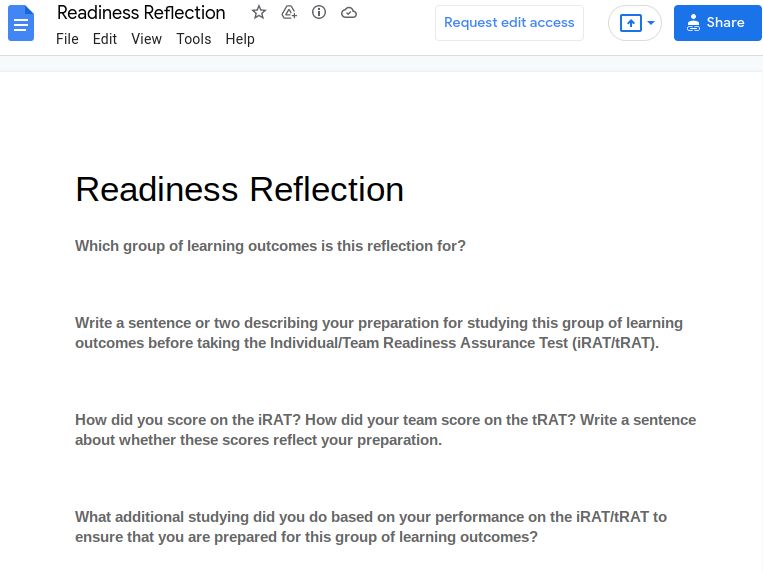 Readiness Reflection
Request edit access
Share
File Edit View Tools Help
Readiness Reflection
Which group of learning outcomes is this reflection for?
Write a sentence or two describing your preparation for studying this group of learning
outcomes before taking the Individual/Team Readiness Assurance Test (iRAT/tRAT).
How did you score on the iRAT? How did your team score on the tRAT? Write a sentence
about whether these scores reflect your preparation.
What additional studying did you do based on your performance on the iRAT/tRAT to
ensure that you are prepared for this group of learning outcomes?